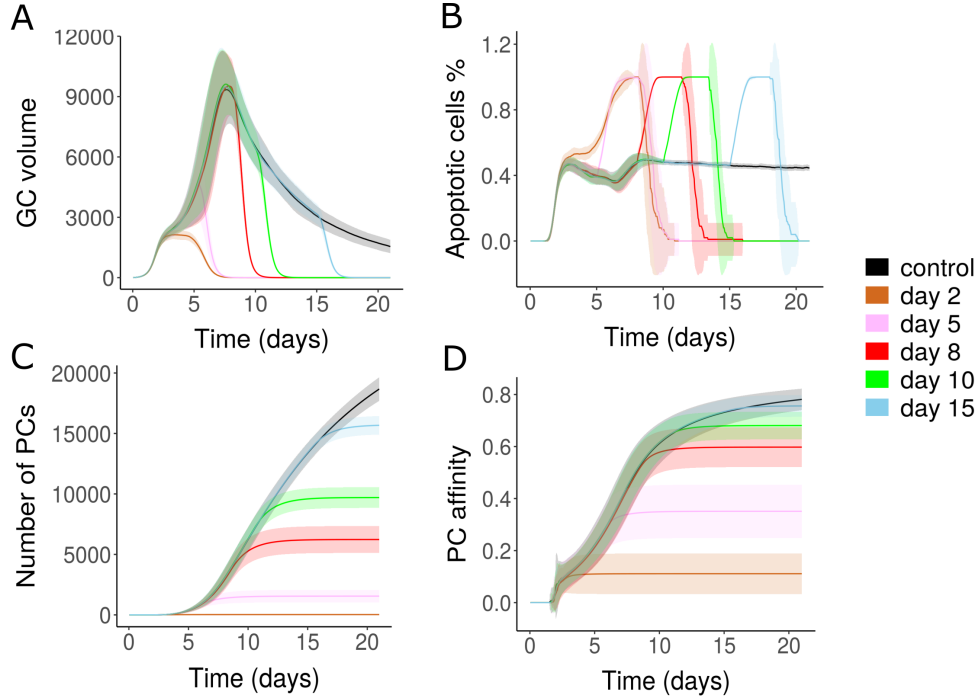 A
12000
9000
6000
3000
0
GC volume
0 5 10 15 20
Time (days)
B
1.2
0.8
0.4
0.0
Apoptotic cells %
0 5 10 15 20
Time (days)
control
day 2
day 5
day 8
day 10
day 15
C
20000
15000
10000
5000
0
Number of PCs
0 5 10 15 20
Time (days)
D
0.8
0.6
0.4
0.2
0.0
PC affinity
0 5 10 15 20
Time (days)